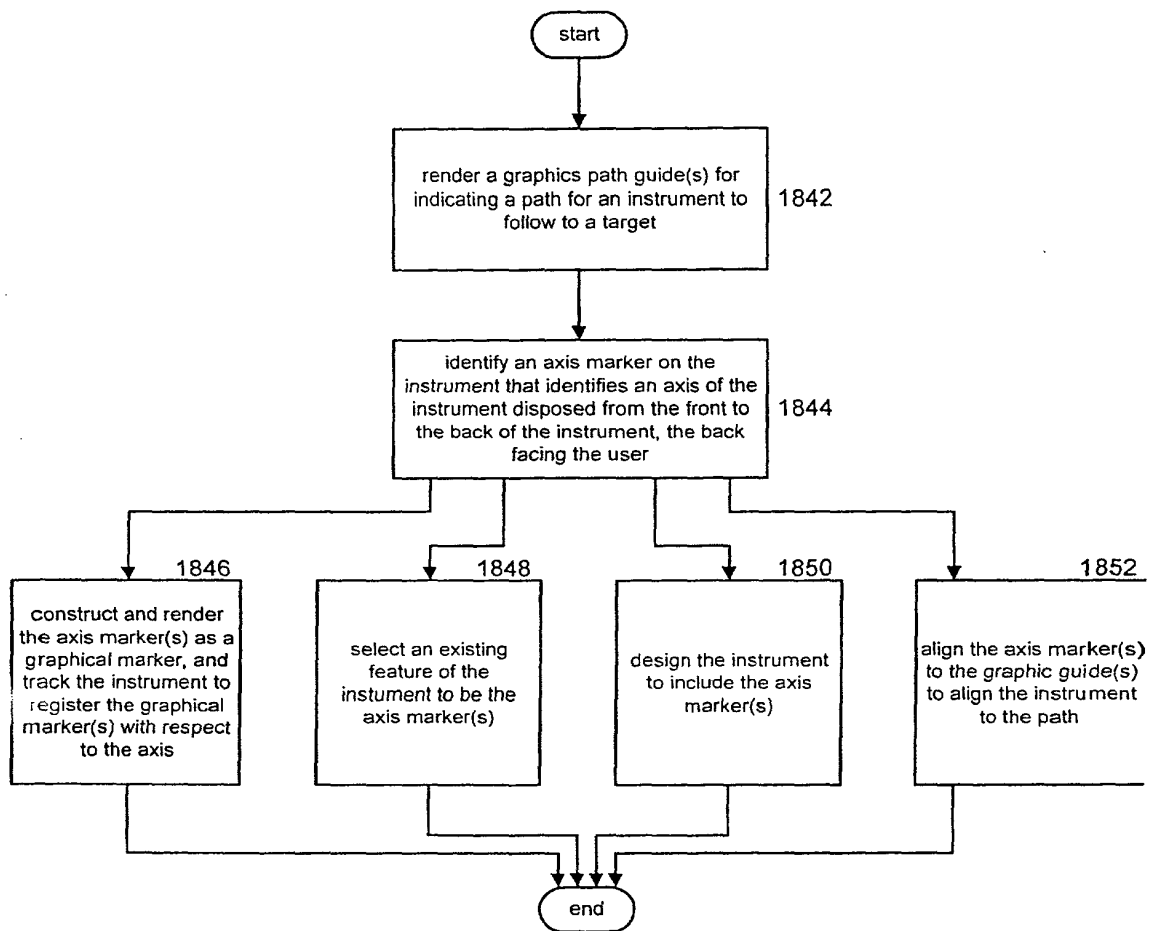 start
render a graphics path guide(s) for
indicating a path for an instrument to
follow to a target
1842
identify an axis marker on the
instrument that identifies an axis of the
instrument disposed from the front to
the back of the instrument, the back
facing the user
1844
1846
construct and render
the axis marker(s) as a
graphical marker, and
track the instrument to
register the graphical
marker(s) with respect
to the axis
1848
select an existing
feature of the
instument to be the
axis marker(s)
1850
design the instrument
to include the axis
marker(s)
1852
align the axis marker(s)
to the graphic guide(s)
to align the instrument
to the path
end